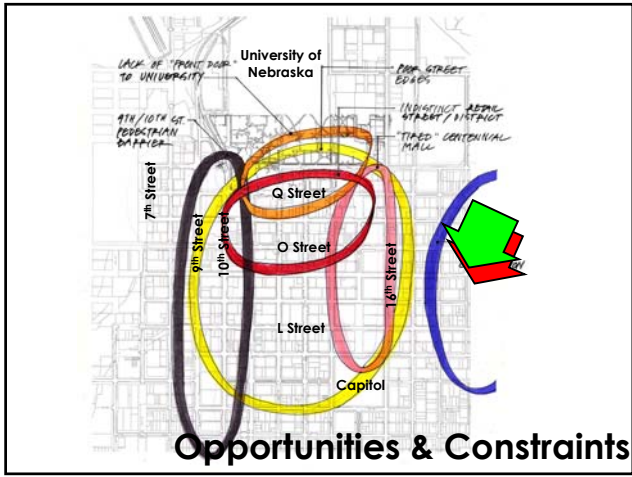 University of
Nebraska
LACK OF "FRONT DOOR"
TO UNIVERSITY
POOR STREET
EDGES
9TH/10TH ST.
PEDESTRIAN
BARRIER
INDISTINCT RETAIL
STREET/DISTRICT
"TIRED" CENTENNIAL
MALL
7th Street
9th Street
10th Street
Q Street
O Street
16th Street
L Street
Capitol
Opportunities & Constraints